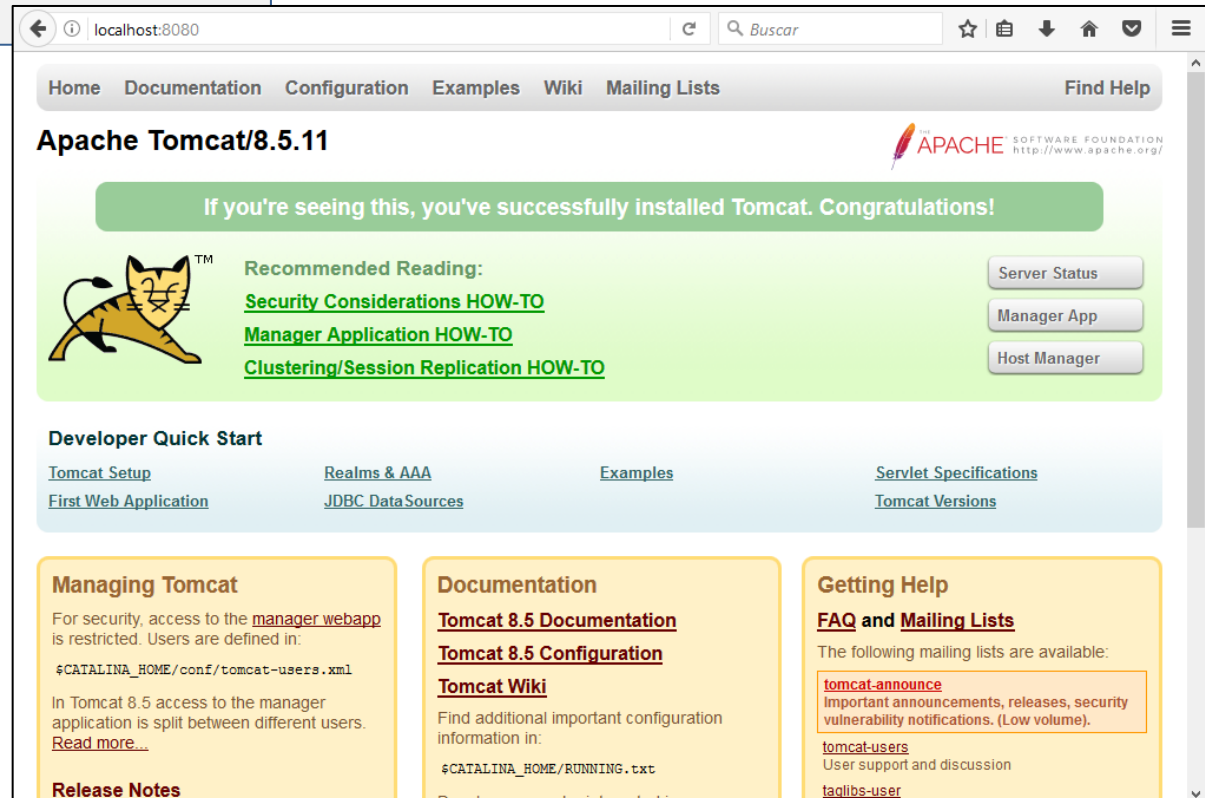 localhost:8080
Buscar
Home Documentation Configuration Examples Wiki Mailing Lists Find Help
Apache Tomcat/8.5.11
THE APACHE SOFTWARE FOUNDATION
http://www.apache.org/
If you're seeing this, you've successfully installed Tomcat. Congratulations!
TM
Recommended Reading:
Security Considerations HOW-TO
Manager Application HOW-TO
Clustering/Session Replication HOW-TO
Server Status
Manager App
Host Manager
Developer Quick Start
Tomcat Setup
First Web Application
Realms & AAA
JDBC DataSources
Examples
Servlet Specifications
Tomcat Versions
Managing Tomcat
For security, access to the manager webapp
is restricted. Users are defined in:
$CATALINA_HOME/conf/tomcat-users.xml
In Tomcat 8.5 access to the manager
application is split between different users.
Read more...
Release Notes
Documentation
Tomcat 8.5 Documentation
Tomcat 8.5 Configuration
Tomcat Wiki
Find additional important configuration
information in:
$CATALINA_HOME/RUNNING.txt
Getting Help
FAQ and Mailing Lists
The following mailing lists are available:
tomcat-announce
Important announcements, releases, security
vulnerability notifications. (Low volume).
tomcat-users
User support and discussion
taglibs-user